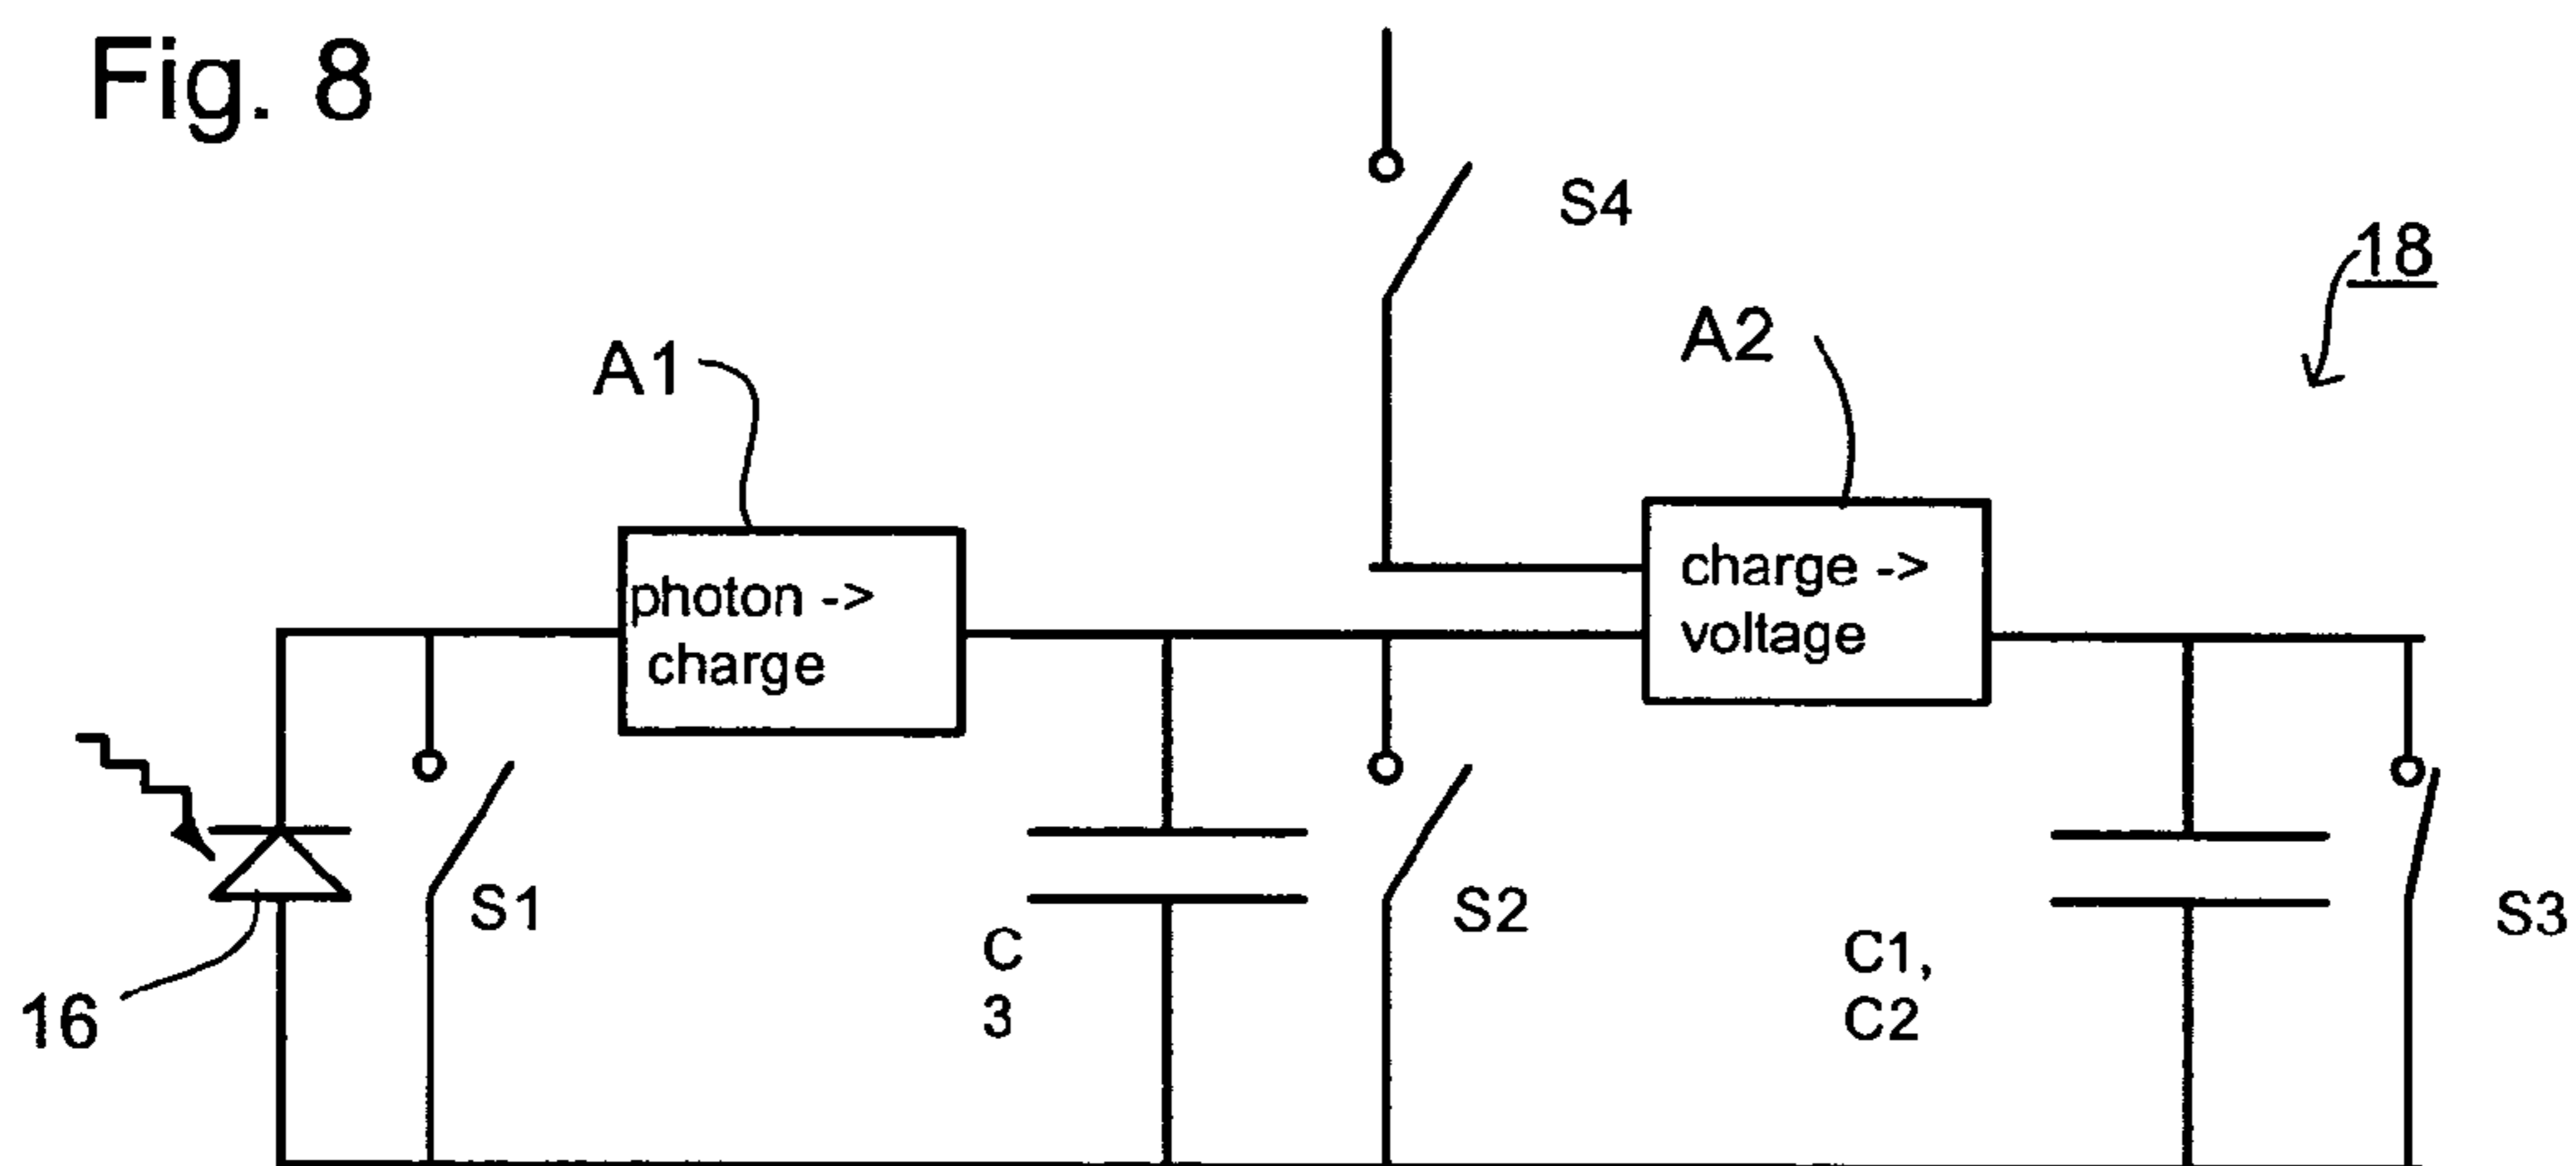 Fig. 8
S4
18
A2
A1
charge ->
voltage
photon ->
charge
S1
S2
S3
C
3
C1,
C2
16